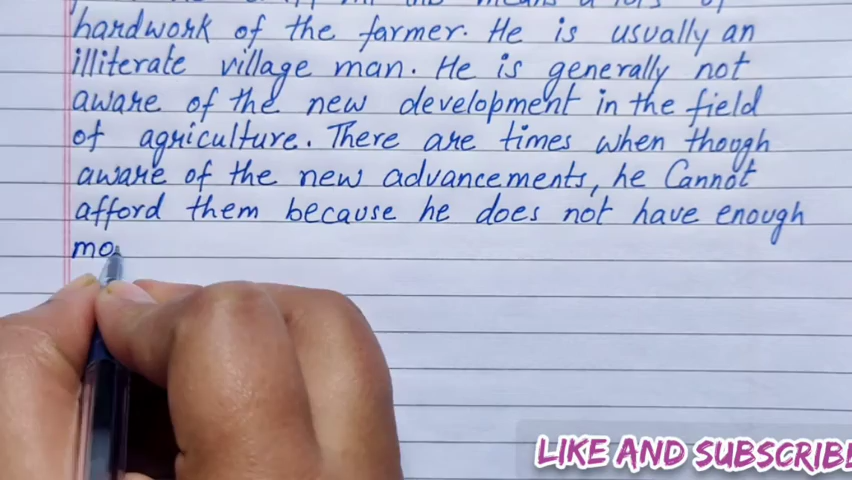 hardwork of the farmer. He is usually an
illiterate village man. He is generally not
aware of the new development in the field
of agriculture. There are times when though
aware of the new advancements, he Cannot
afford them because he does not have enough
mo
LIKE AND SUBSCRIBE